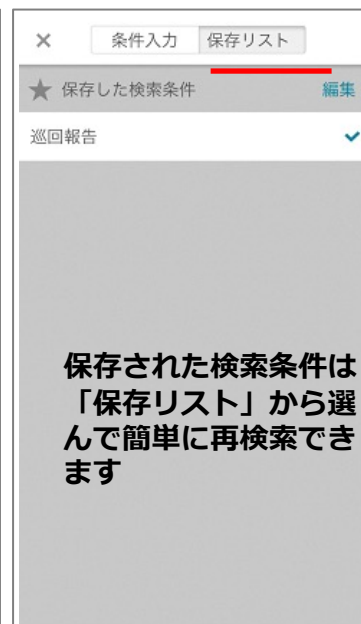 × 条件入力 保存リスト
★ 保存した検索条件 編集
巡回報告 ✓
保存された検索条件は
「保存リスト」から選
んで簡単に再検索でき
ます